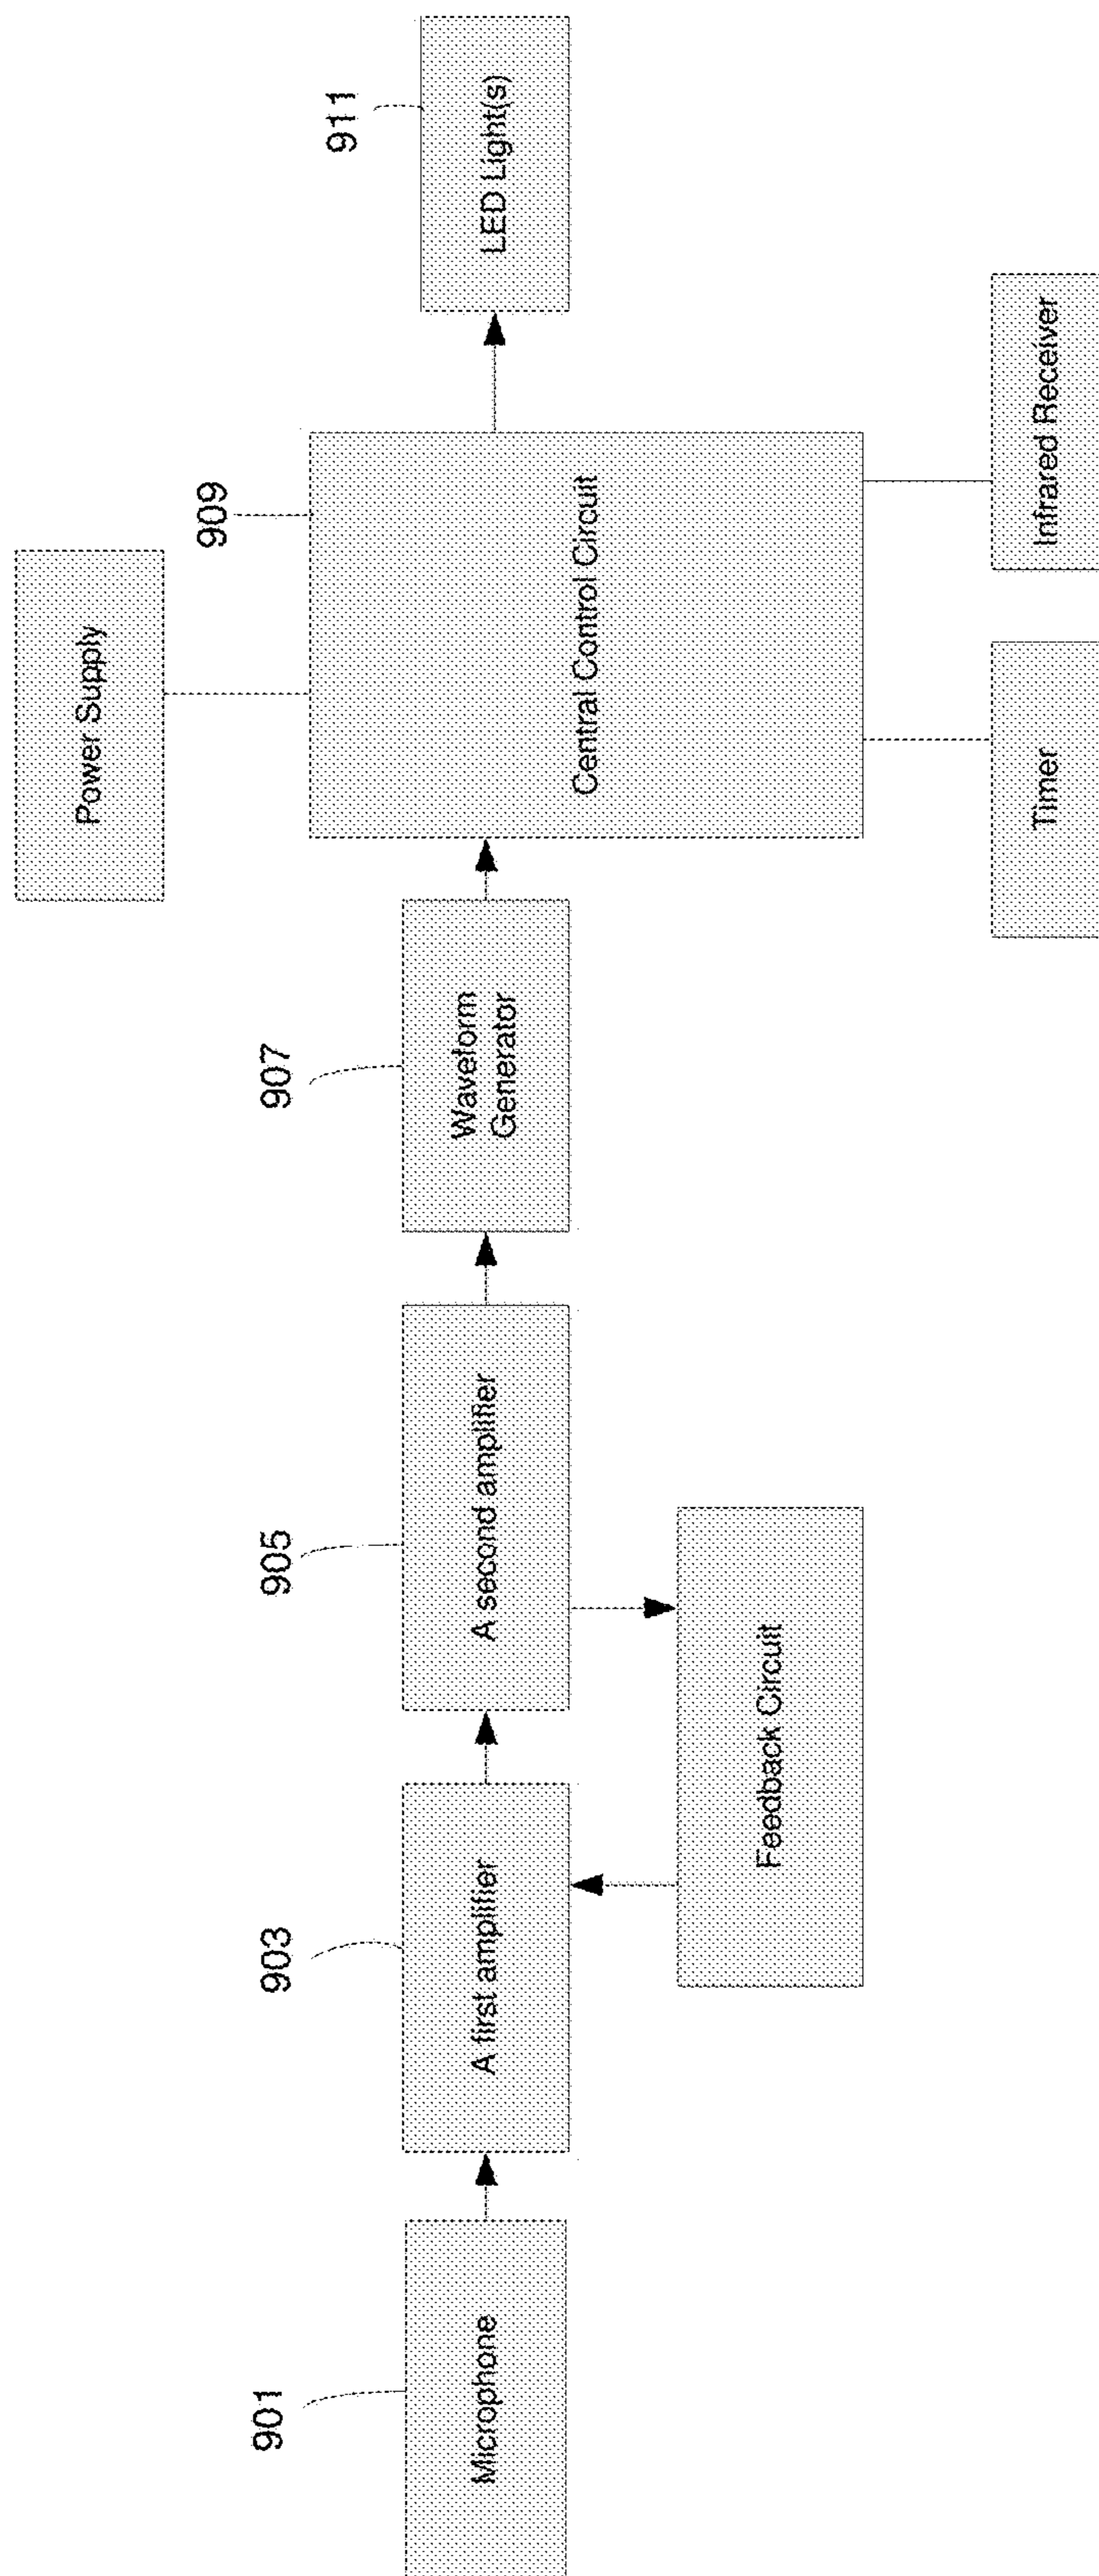 901
Microphone
903
A first amplifier
905
A second amplifier
Feedback Circuit
907
Waveform
Generator
Power Supply
909
Central Control Circuit
Timer
Infrared Receiver
911
LED Light(s)